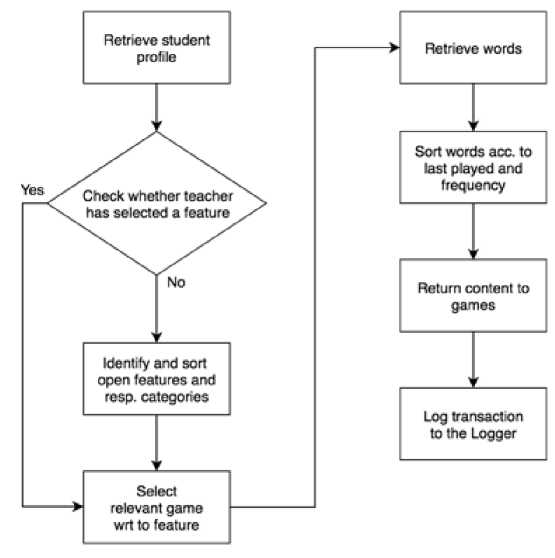 Retrieve student
profile
Yes
Check whether teacher
has selected a feature
No
Identify and sort
open features and
resp. categories
Select
relevant game
wrt to feature
Retrieve words
Sort words acc. to
last played and
frequency
Return content to
games
Log transaction
to the Logger